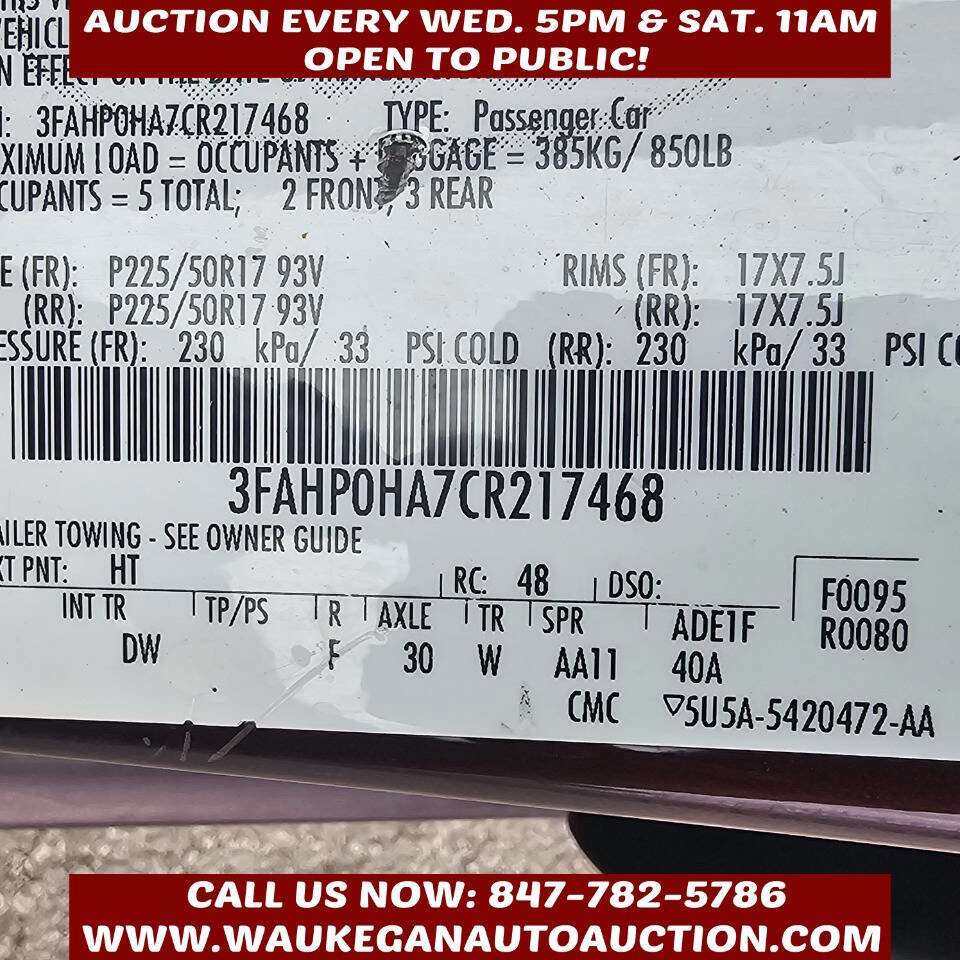 AUCTION EVERY WED. 5PM & SAT. 11AM
OPEN TO PUBLIC!
3FAHP0HA7CR217468 TYPE: Passenger Car
XIMUM LOAD = OCCUPANTS + GGAGE = 385KG/ 850LB
CUPANTS = 5 TOTAL; 2 FRONT, 3 REAR
E (FR): P225/50R17 93V RIMS (FR): 17X7.5J
(RR): P225/50R17 93V (RR): 17X7.5J
ESSURE (FR): 230 kPa/ 33 PSI COLD (RR): 230 kPa/ 33 PSI CO
3FAHP0HA7CR217468
AILER TOWING - SEE OWNER GUIDE
XT PNT: HT RC: 48 DSO: F0095
INT TR TP/PS R AXLE TR SPR ADE1F R0080
DW F 30 W AA11 40A
CMC ▽5U5A-5420472-AA
CALL US NOW: 847-782-5786
WWW.WAUKEGANAUTOAUCTION.COM